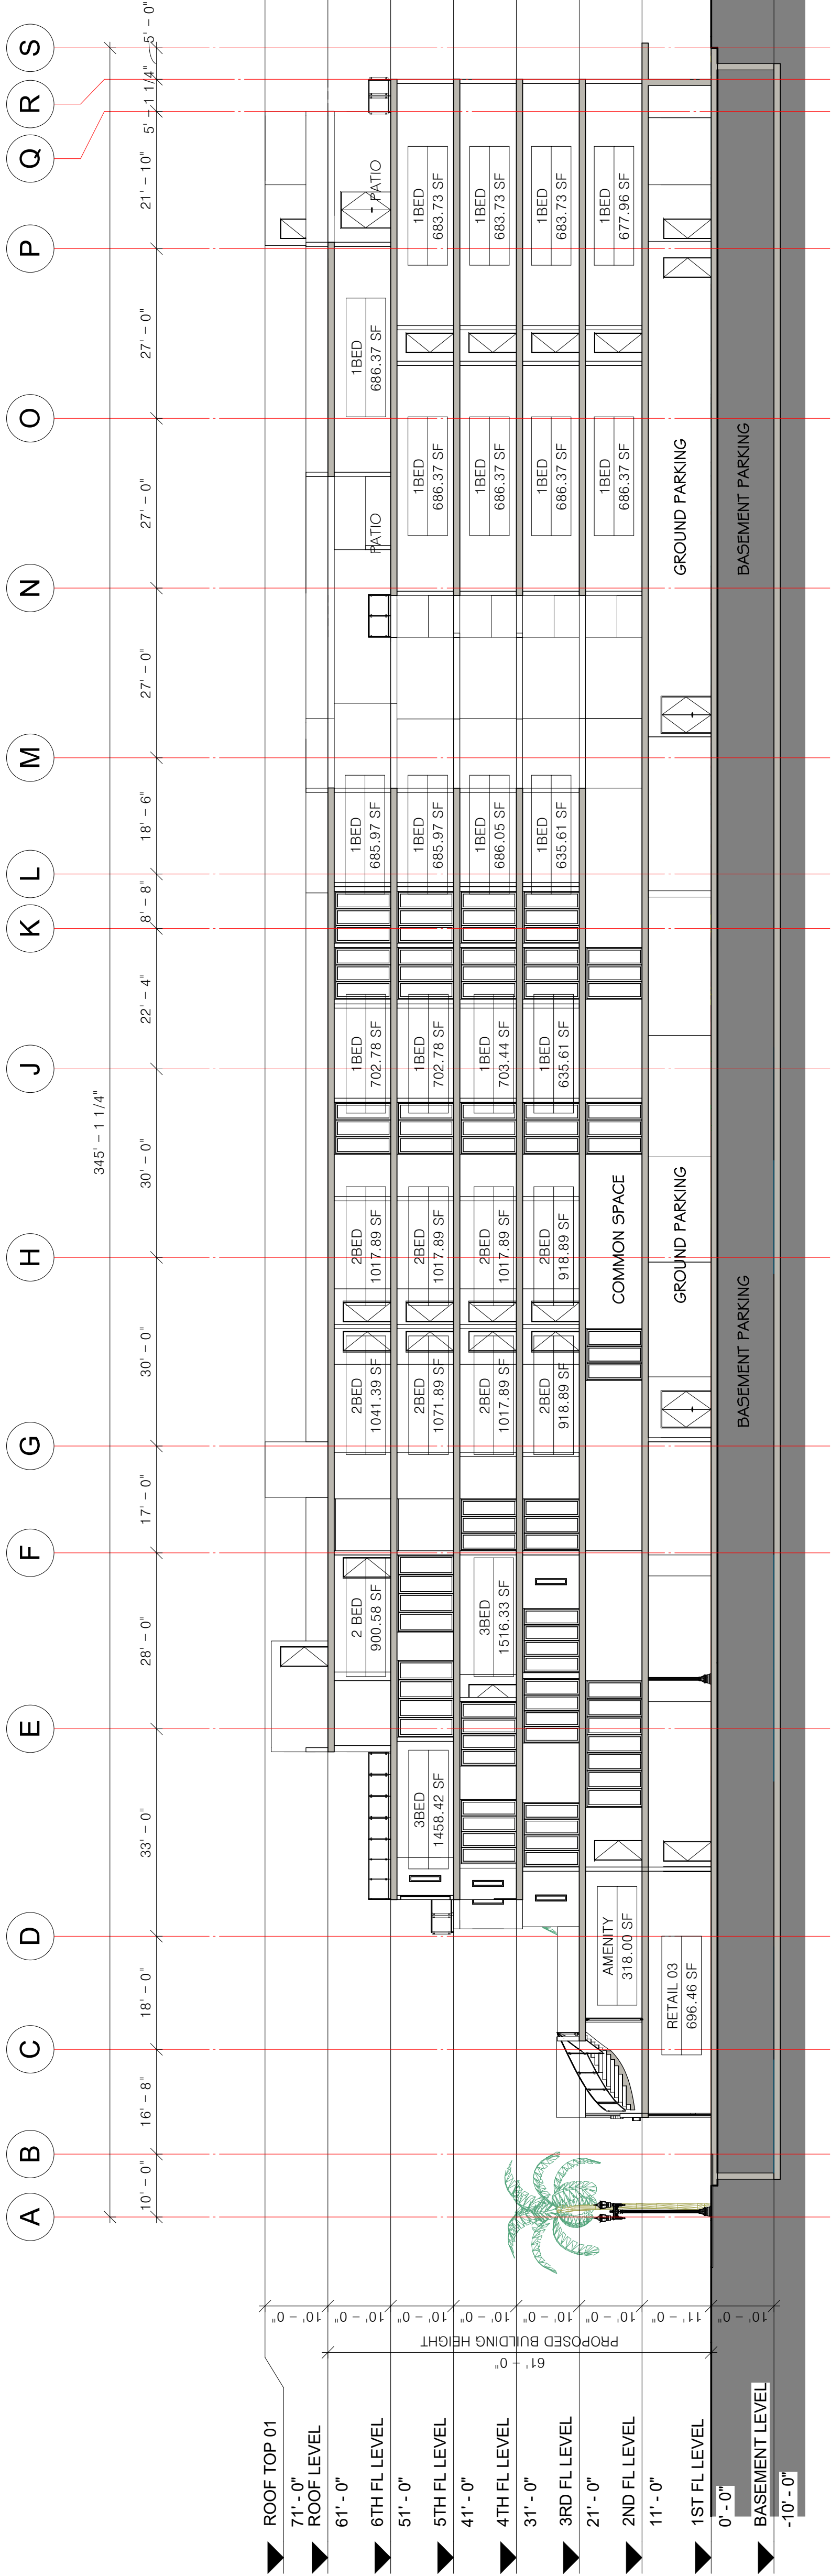 S
R
Q
P
O
N
M
L
K
J
H
G
F
E
D
C
B
A
345' - 1 1/4"
5' - 0"
5' - 1 1/4"
21' - 10"
27' - 0"
27' - 0"
27' - 0"
18' - 6"
8' - 8"
22' - 4"
30' - 0"
30' - 0"
17' - 0"
28' - 0"
33' - 0"
18' - 0"
16' - 8"
10' - 0"
ROOF TOP 01
71' - 0"
ROOF LEVEL
61' - 0"
6TH FL LEVEL
51' - 0"
5TH FL LEVEL
41' - 0"
4TH FL LEVEL
31' - 0"
3RD FL LEVEL
21' - 0"
2ND FL LEVEL
11' - 0"
1ST FL LEVEL
0' - 0"
BASEMENT LEVEL
-10' - 0"
10' - 0"
10' - 0"
10' - 0"
10' - 0"
10' - 0"
10' - 0"
11' - 0"
10' - 0"
61' - 0"
PROPOSED BUILDING HEIGHT
2 BED
900.58 SF
2BED
1041.39 SF
2BED
1017.89 SF
1BED
702.78 SF
1BED
685.97 SF
PATIO
1BED
686.37 SF
PATIO
3BED
1458.42 SF
2BED
1071.89 SF
2BED
1017.89 SF
1BED
702.78 SF
1BED
685.97 SF
1BED
686.37 SF
1BED
683.73 SF
3BED
1516.33 SF
2BED
1017.89 SF
2BED
1017.89 SF
1BED
703.44 SF
1BED
686.05 SF
1BED
686.37 SF
1BED
683.73 SF
2BED
918.89 SF
2BED
918.89 SF
1BED
635.61 SF
1BED
635.61 SF
1BED
686.37 SF
1BED
683.73 SF
AMENITY
318.00 SF
COMMON SPACE
1BED
686.37 SF
1BED
677.96 SF
RETAIL 03
696.46 SF
GROUND PARKING
GROUND PARKING
BASEMENT PARKING
BASEMENT PARKING